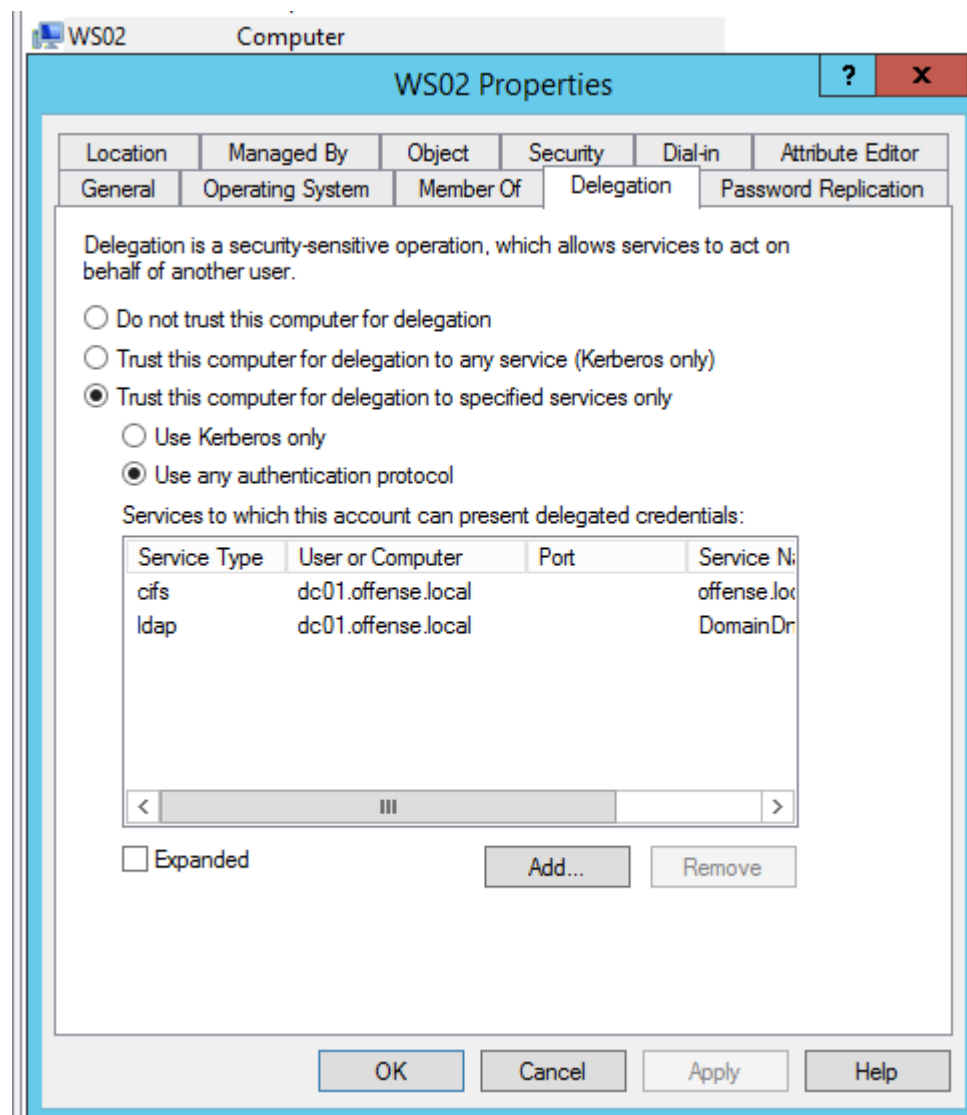 WS02 Computer
WS02 Properties
? x
Location Managed By Object Security Dial-in Attribute Editor
General Operating System Member Of Delegation Password Replication
Delegation is a security-sensitive operation, which allows services to act on
behalf of another user.
Do not trust this computer for delegation
Trust this computer for delegation to any service (Kerberos only)
Trust this computer for delegation to specified services only
Use Kerberos only
Use any authentication protocol
Services to which this account can present delegated credentials:
Service Type User or Computer Port Service Na
cifs dc01.offense.local offense.loc
ldap dc01.offense.local DomainDn
Expanded
Add... Remove
OK Cancel Apply Help